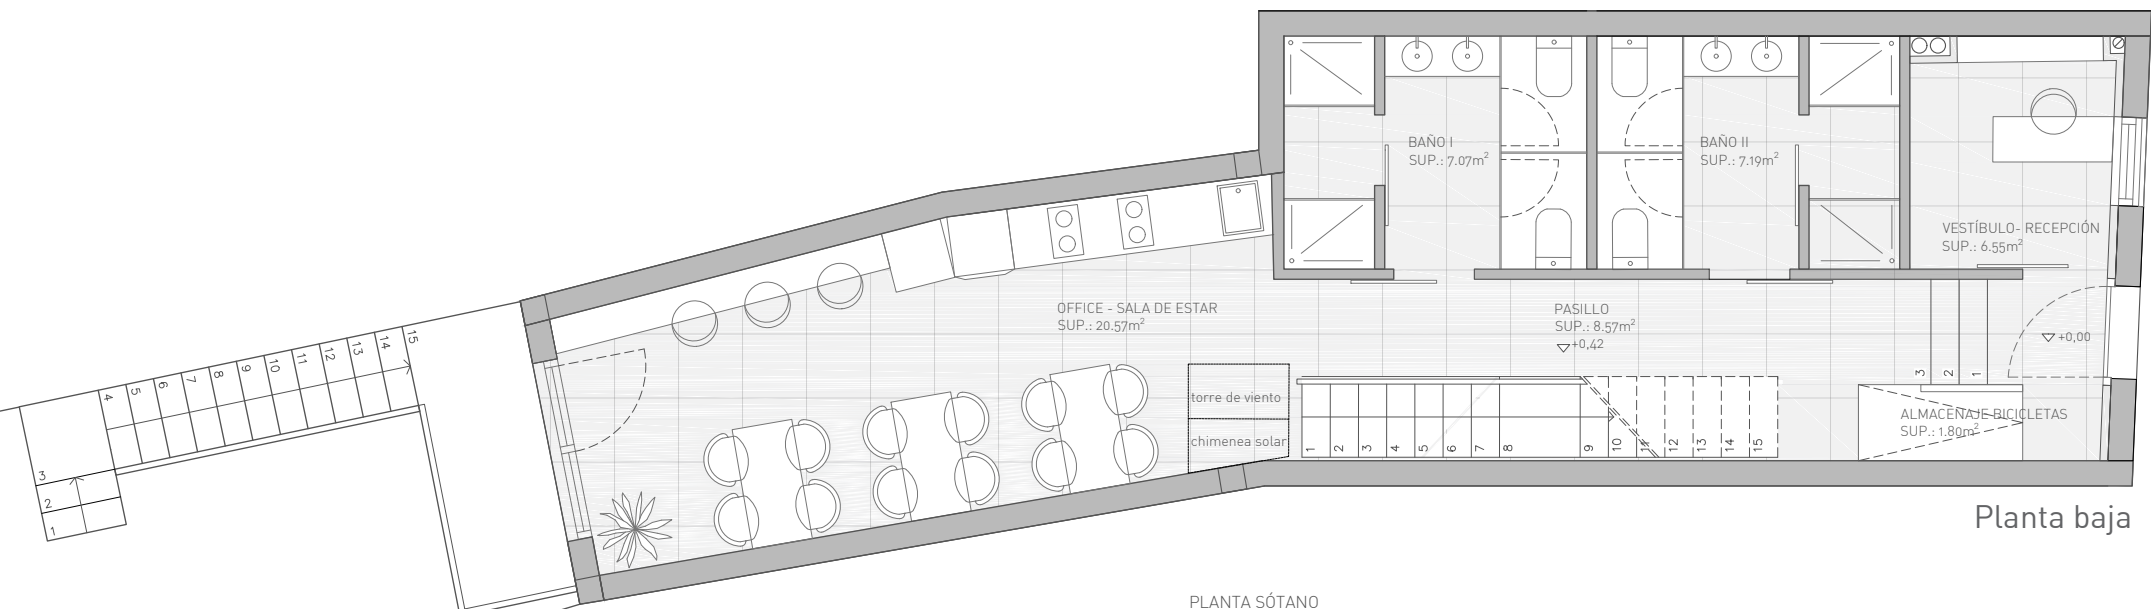 BAÑO I
SUP.: 7.07m²
BAÑO II
SUP.: 7.19m²
VESTÍBULO- RECEPCIÓN
SUP.: 6.55m²
OFFICE - SALA DE ESTAR
SUP.: 20.57m²
PASILLO
SUP.: 8.57m²
+0,42
+0,00
15
14
13
12
11
10
9
8
7
6
5
4
3
2
1
3 2 1
torre de viento
chimenea solar
ALMACEÑAJE BICICLETAS
SUP.: 1.80m²
1 2 3 4 5 6 7 8 9 10 11 12 13 14 15
Planta baja
PLANTA SÓTANO